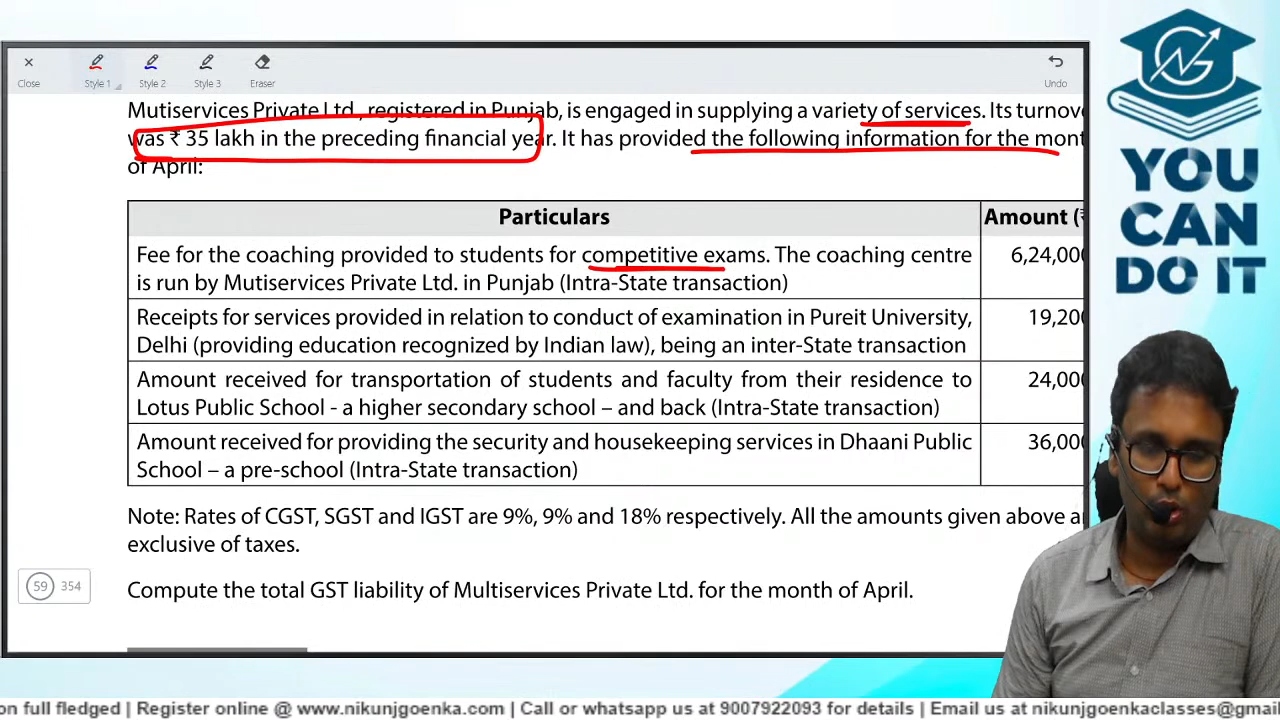 Close
Style 1
Style 2
Style 3
Eraser
Undo
Mutiservices Private Ltd., registered in Punjab, is engaged in supplying a variety of services. Its turnove
was ₹ 35 lakh in the preceding financial year. It has provided the following information for the mont
of April:
Particulars
Amount (₹
Fee for the coaching provided to students for competitive exams. The coaching centre
6,24,000
is run by Mutiservices Private Ltd. in Punjab (Intra-State transaction)
Receipts for services provided in relation to conduct of examination in Pureit University,
19,200
Delhi (providing education recognized by Indian law), being an inter-State transaction
Amount received for transportation of students and faculty from their residence to
24,000
Lotus Public School - a higher secondary school – and back (Intra-State transaction)
Amount received for providing the security and housekeeping services in Dhaani Public
36,000
School – a pre-school (Intra-State transaction)
Note: Rates of CGST, SGST and IGST are 9%, 9% and 18% respectively. All the amounts given above a
exclusive of taxes.
59 354
Compute the total GST liability of Multiservices Private Ltd. for the month of April.
YOU
CAN
DO IT
on full fledged | Register online @ www.nikunjgoenka.com | Call or whatsapp us at 9007922093 for details | Email us at nikunjgoenkaclasses@gmai